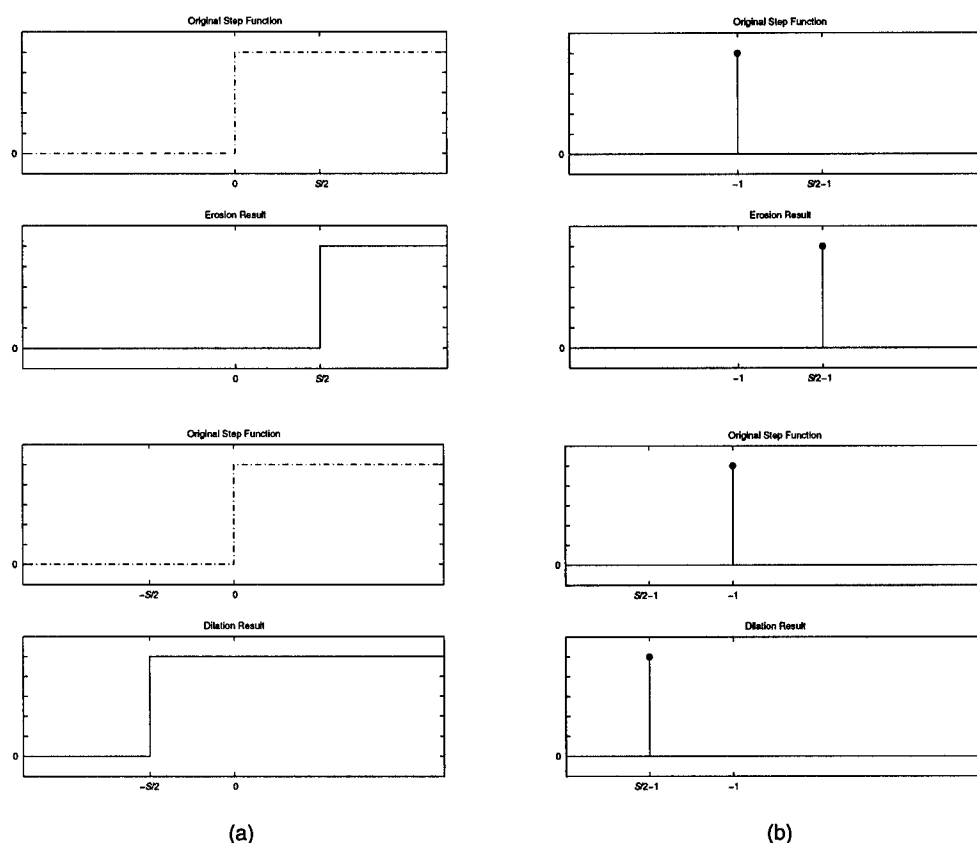 Original Step Function
0
0 S/2
Erosion Result
0
0 S/2
Original Step Function
0
-S/2 0
Dilation Result
0
-S/2 0
(a)
Original Step Function
0
-1 S/2-1
Erosion Result
0
-1 S/2-1
Original Step Function
0
S/2-1 -1
Dilation Result
0
S/2-1 -1
(b)